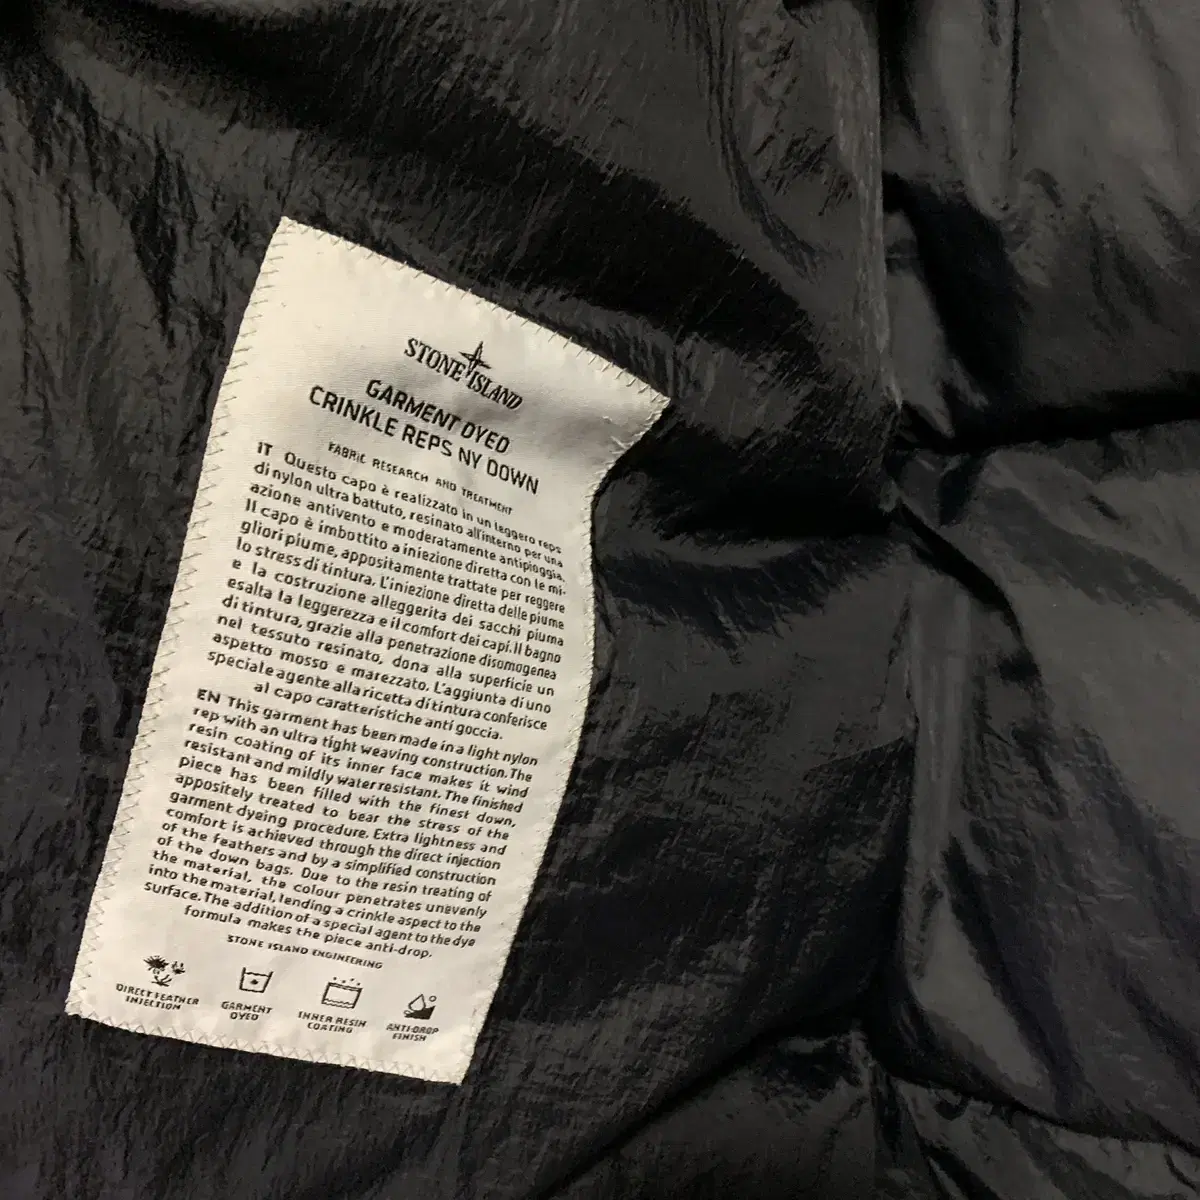 STONE ISLAND
GARMENT DYED
CRINKLE REPS NY DOWN
FABRIC RESEARCH AND TREATMENT
IT Questo capo è realizzato in un leggero reps
di nylon ultra battuto, resinato all'interno per una
azione antivento e moderatamente antipioggia.
Il capo è imbottito a iniezione diretta con le mi-
gliori piume, appositamente trattate per reggere
lo stress di tintura. L'iniezione diretta delle piume
e la costruzione alleggerita dei sacchi piuma
esalta la leggerezza e il comfort dei capi. Il bagno
di tintura, grazie alla penetrazione disomogenea
nel tessuto resinato, dona alla superficie un
aspetto mosso e marezzato. L'aggiunta di uno
speciale agente alla ricetta di tintura conferisce
al capo caratteristiche anti goccia.
EN This garment has been made in a light nylon
rep with an ultra tight weaving construction. The
resin coating of its inner face makes it wind
resistant and mildly water resistant. The finished
piece has been filled with the finest down,
appositely treated to bear the stress of the
garment dyeing procedure. Extra lightness and
comfort is achieved through the direct injection
of the feathers and by a simplified construction
of the down bags. Due to the resin treating of
the material, the colour penetrates unevenly
into the material, lending a crinkle aspect to the
surface. The addition of a special agent to the dye
formula makes the piece anti-drop.
STONE ISLAND ENGINEERING
DIRECT FEATHER
INJECTION
GARMENT
DYED
INNER RESIN
COATING
ANTI-DROP
FINISH